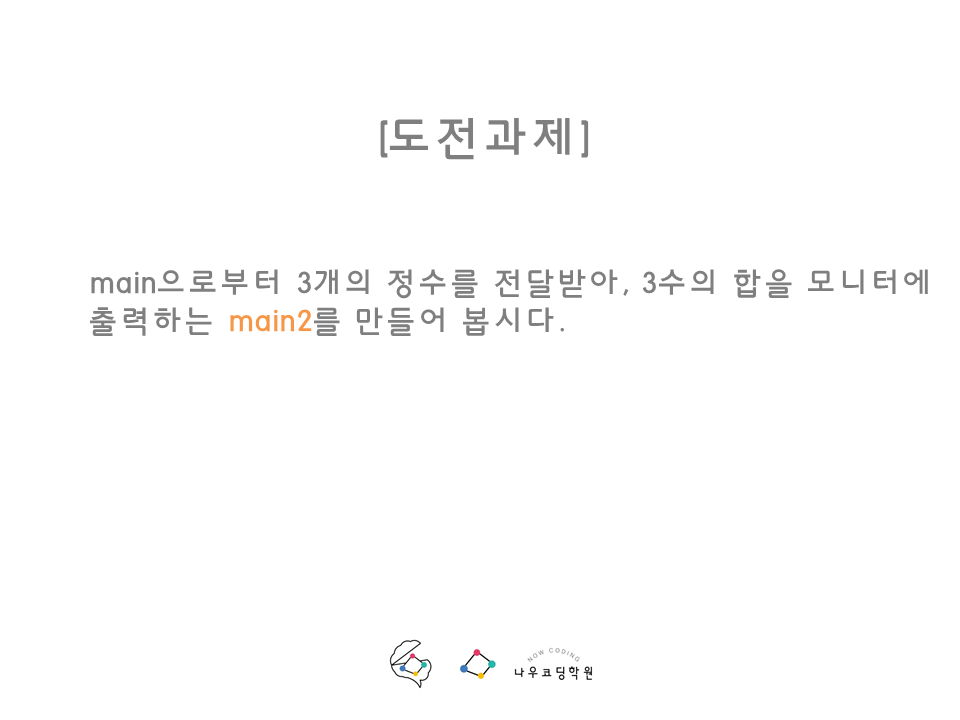 [도전과제]
main으로부터 3개의 정수를 전달받아, 3수의 합을 모니터에
출력하는 main2를 만들어 봅시다.
NOW CODING
나우코딩학원